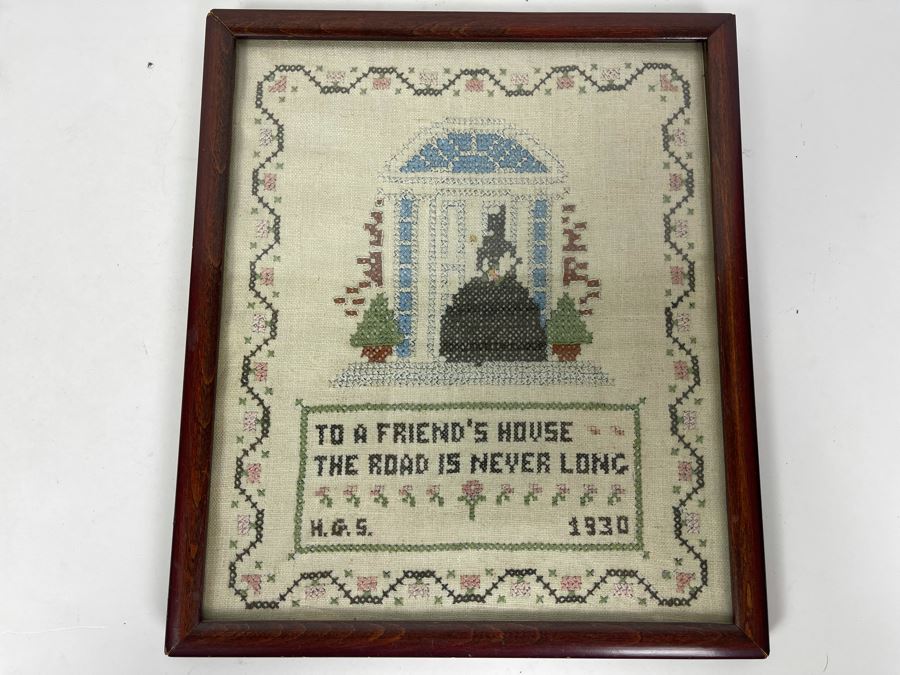 TO A FRIEND'S HOUSE
THE ROAD IS NEVER LONG
H.G.S. 1930